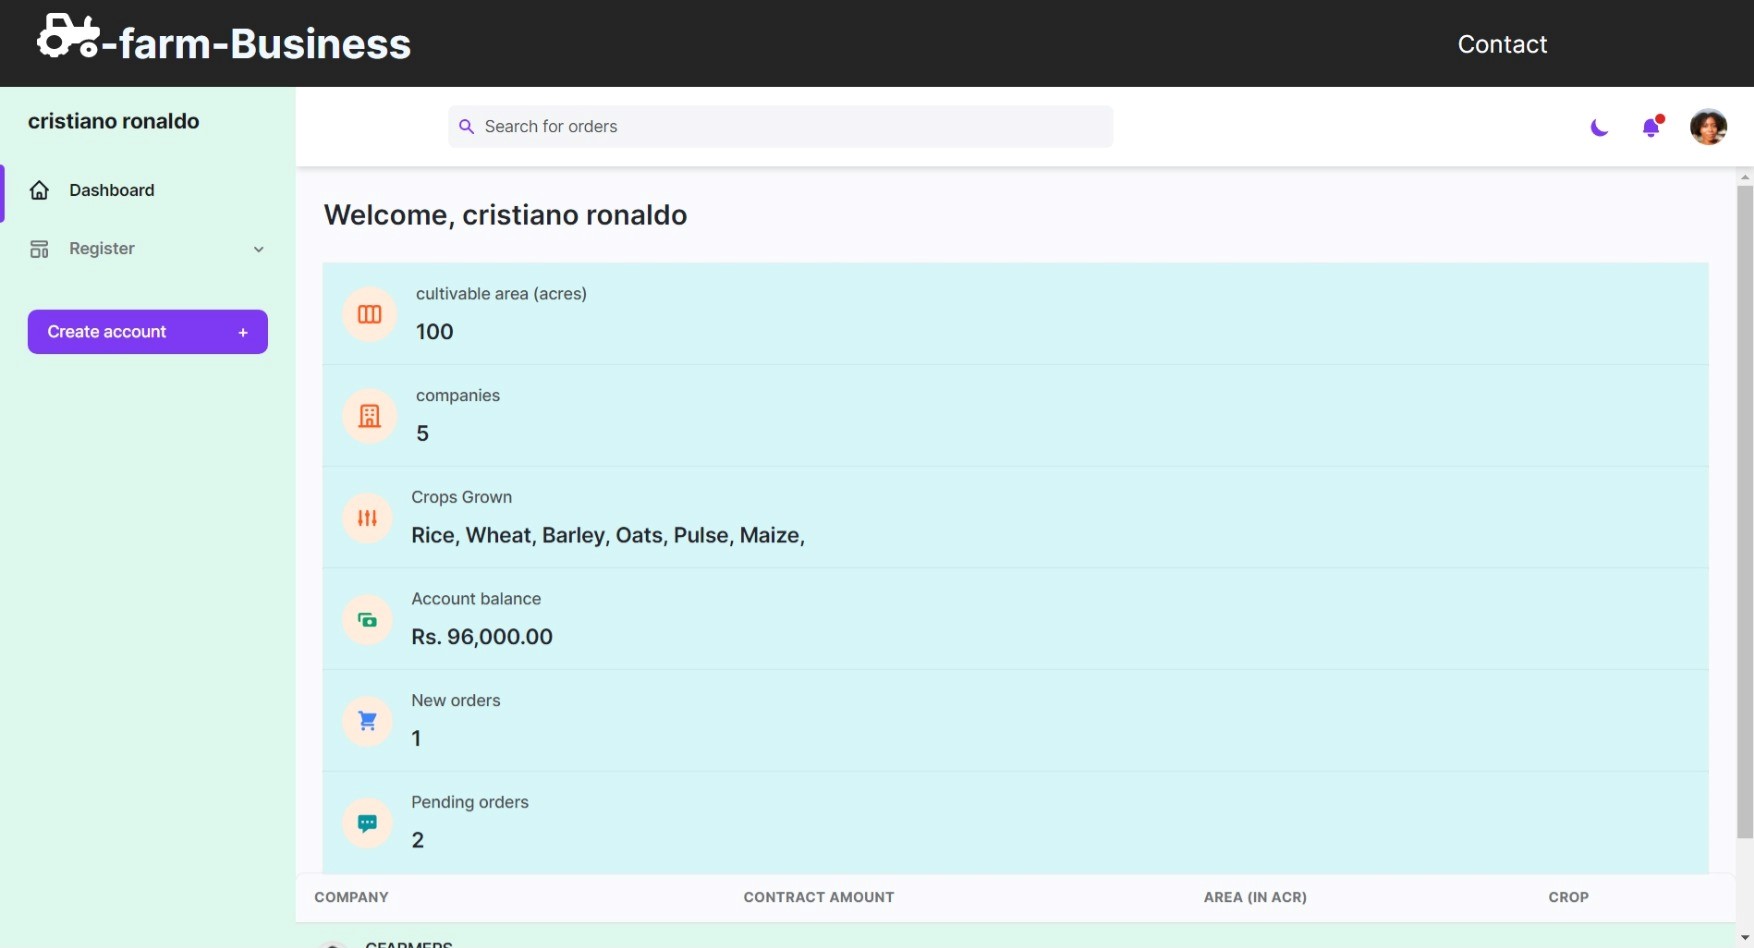 -farm-Business
Contact
cristiano ronaldo
Search for orders
Dashboard
Register
Create account +
Welcome, cristiano ronaldo
cultivable area (acres)
100
companies
5
Crops Grown
Rice, Wheat, Barley, Oats, Pulse, Maize,
Account balance
Rs. 96,000.00
New orders
1
Pending orders
2
COMPANY CONTRACT AMOUNT AREA (IN ACR) CROP
GFARMERS